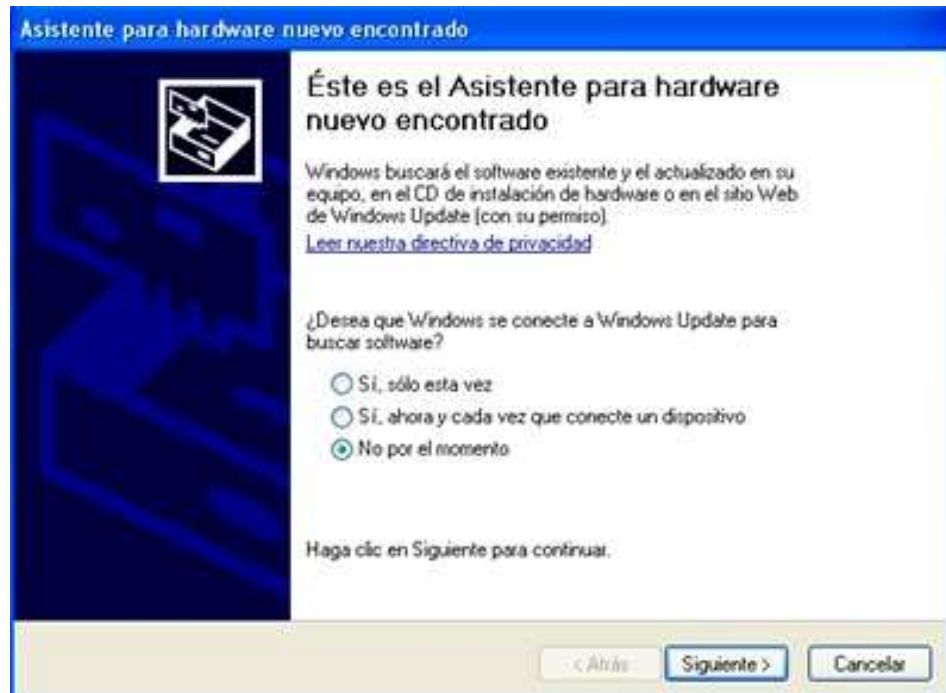 Asistente para hardware nuevo encontrado
Éste es el Asistente para hardware
nuevo encontrado
Windows buscará el software existente y el actualizado en su
equipo, en el CD de instalación de hardware o en el sitio Web
de Windows Update (con su permiso).
Leer nuestra directiva de privacidad
¿Desea que Windows se conecte a Windows Update para
buscar software?
Sí, sólo esta vez
Sí, ahora y cada vez que conecte un dispositivo
No por el momento
Haga clic en Siguiente para continuar.
< Atrás Siguiente > Cancelar